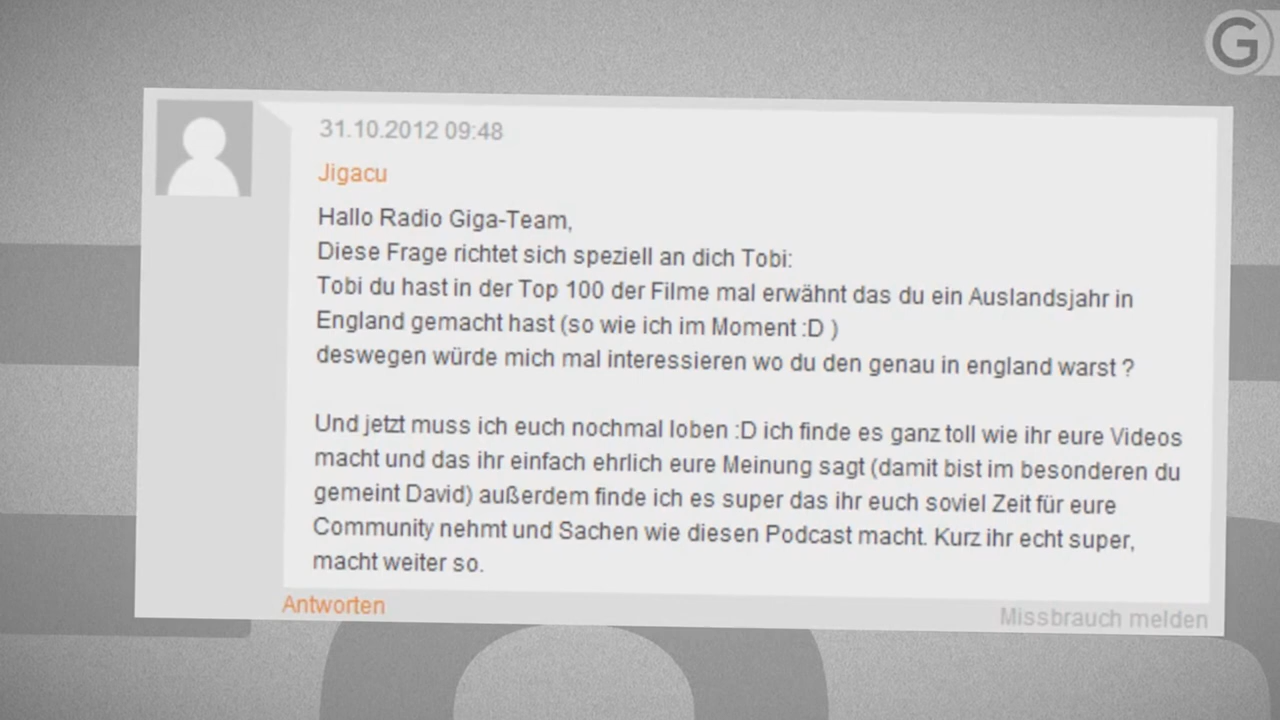 G
31.10.2012 09:48
Jigacu
Hallo Radio Giga-Team,
Diese Frage richtet sich speziell an dich Tobi:
Tobi du hast in der Top 100 der Filme mal erwähnt das du ein Auslandsjahr in
England gemacht hast (so wie ich im Moment :D )
deswegen würde mich mal interessieren wo du den genau in england warst ?
Und jetzt muss ich euch nochmal loben :D ich finde es ganz toll wie ihr eure Videos
macht und das ihr einfach ehrlich eure Meinung sagt (damit bist im besonderen du
gemeint David) außerdem finde ich es super das ihr euch soviel Zeit für eure
Community nehmt und Sachen wie diesen Podcast macht. Kurz ihr echt super,
macht weiter so.
Antworten
Missbrauch melden